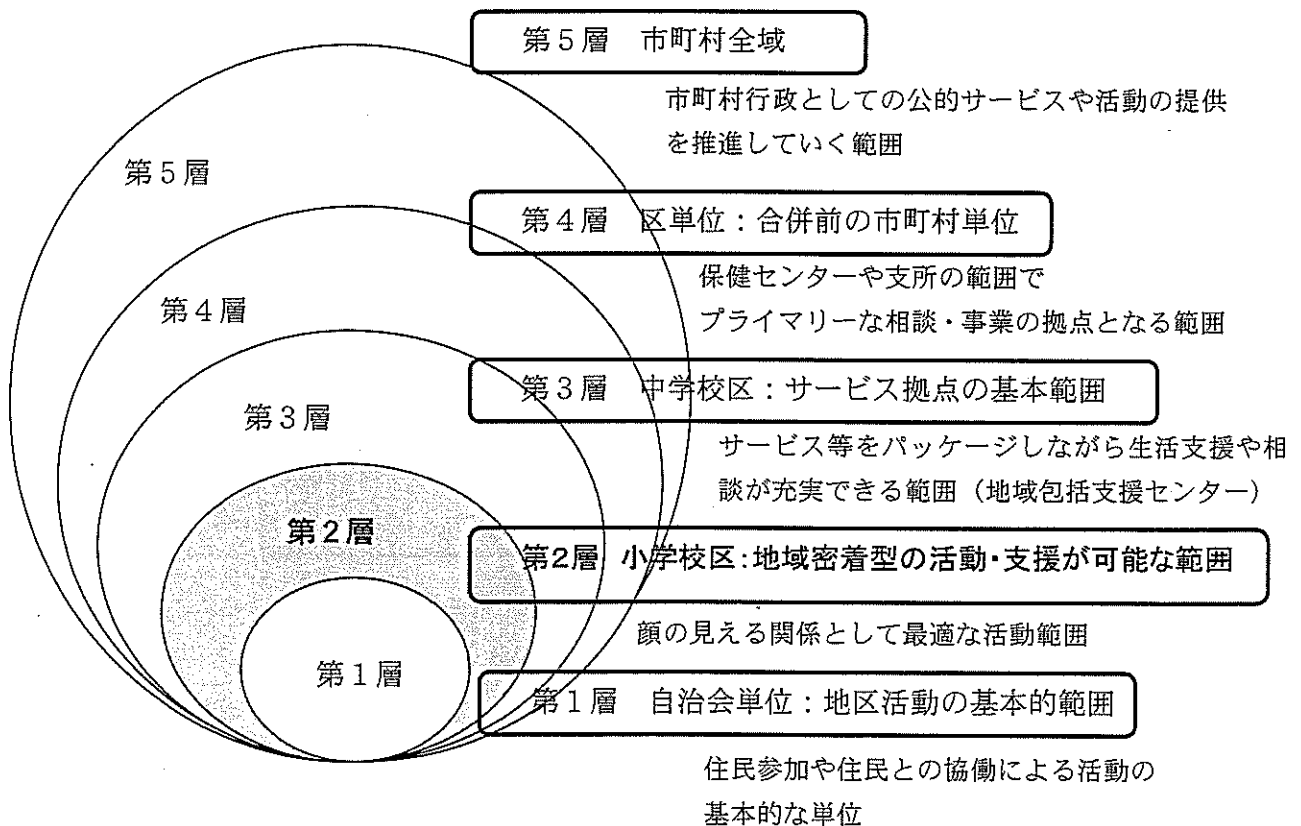 第５層　市町村全域
市町村行政としての公的サービスや活動の提供
を推進していく範囲
第５層
第４層　区単位：合併前の市町村単位
保健センターや支所の範囲で
プライマリーな相談・事業の拠点となる範囲
第４層
第３層　中学校区：サービス拠点の基本範囲
第３層
サービス等をパッケージしながら生活支援や相
談が充実できる範囲（地域包括支援センター）
第２層
第２層　小学校区：地域密着型の活動・支援が可能な範囲
顔の見える関係として最適な活動範囲
第１層
第１層　自治会単位：地区活動の基本的範囲
住民参加や住民との協働による活動の
基本的な単位